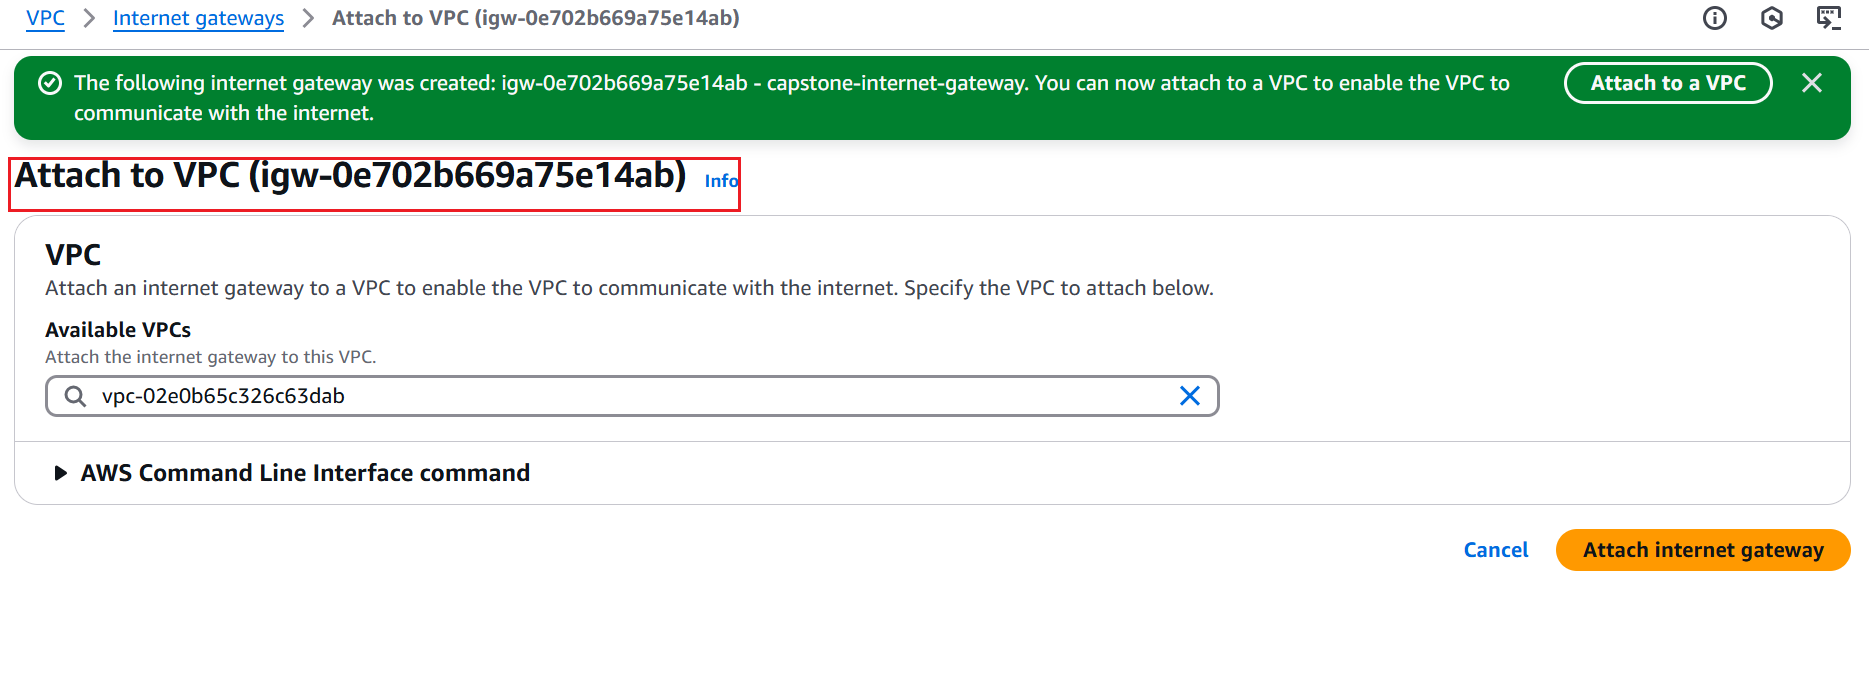 VPC > Internet gateways > Attach to VPC (igw-0e702b669a75e14ab)
The following internet gateway was created: igw-0e702b669a75e14ab - capstone-internet-gateway. You can now attach to a VPC to enable the VPC to
communicate with the internet.
Attach to a VPC
Attach to VPC (igw-0e702b669a75e14ab) Info
VPC
Attach an internet gateway to a VPC to enable the VPC to communicate with the internet. Specify the VPC to attach below.
Available VPCs
Attach the internet gateway to this VPC.
vpc-02e0b65c326c63dab
AWS Command Line Interface command
Cancel
Attach internet gateway